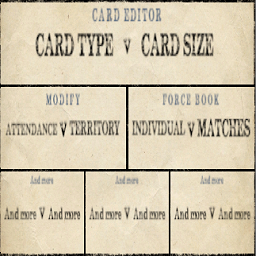 CARD EDITOR
CARD TYPE V CARD SIZE
MODIFY
ATTENDANCE V TERRITORY
FORCE BOOK
INDIVIDUAL V MATCHES
And more
And more V And more
And more
And more V And more
And more
And more V And more